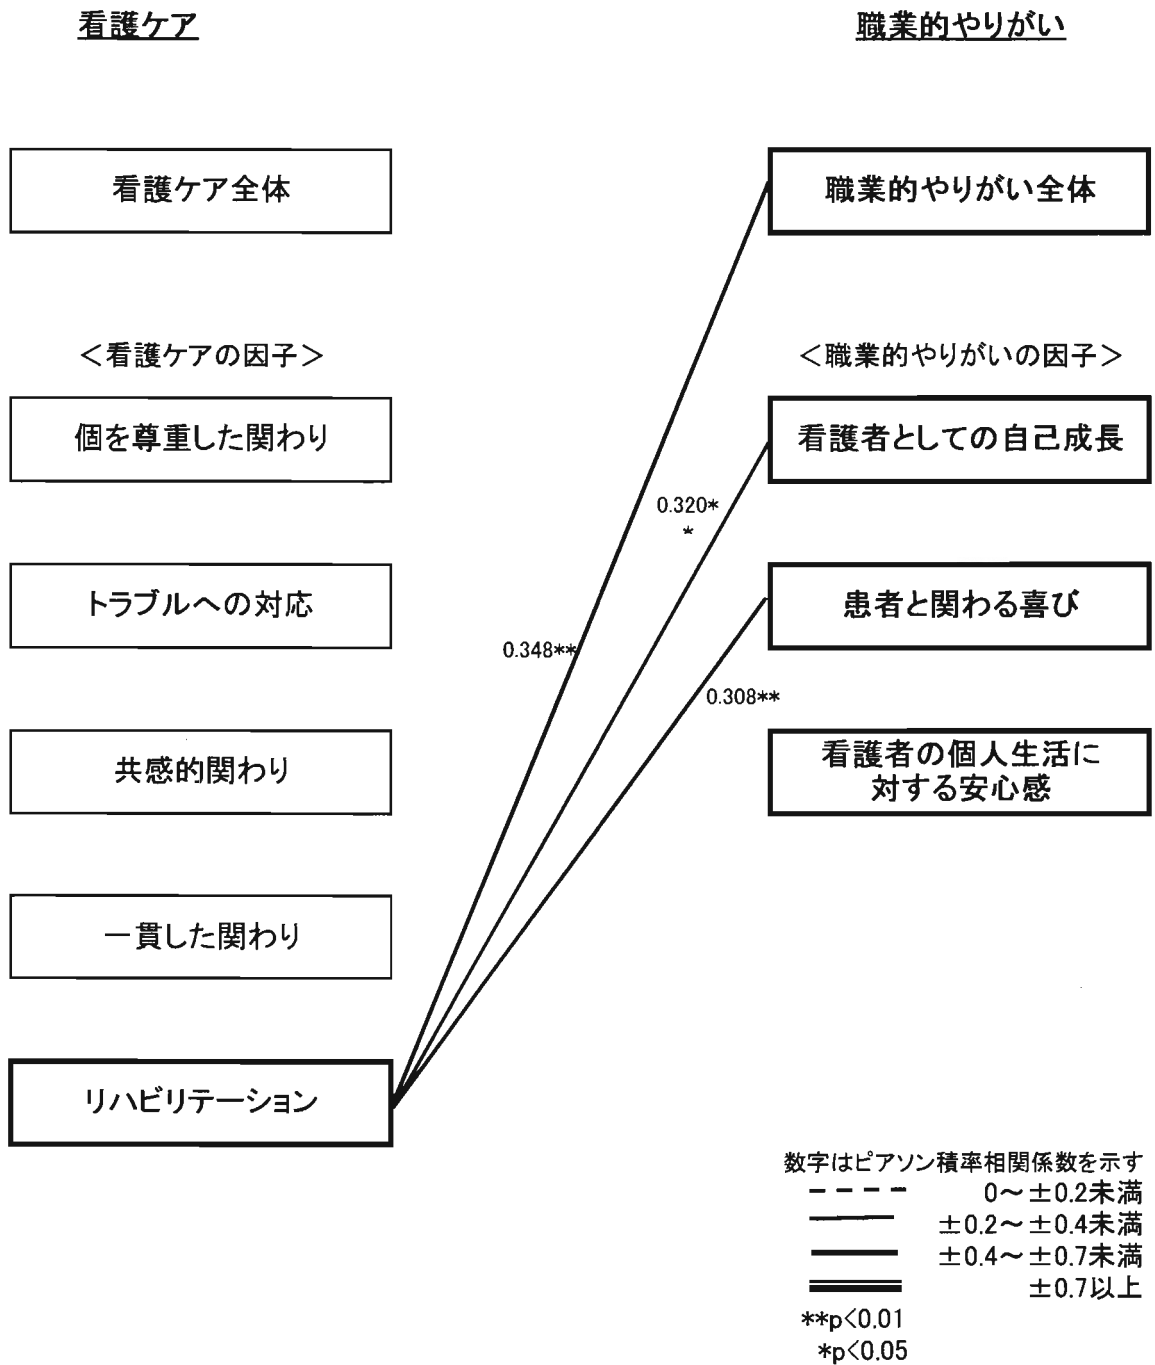 看護ケア
職業的やりがい
看護ケア全体
職業的やりがい全体
＜看護ケアの因子＞
＜職業的やりがいの因子＞
個を尊重した関わり
看護者としての自己成長
0.320*
*
トラブルへの対応
患者と関わる喜び
0.348**
0.308**
共感的関わり
看護者の個人生活に
対する安心感
一貫した関わり
リハビリテーション
数字はピアソン積率相関係数を示す
0～±0.2未満
±0.2～±0.4未満
±0.4～±0.7未満
±0.7以上
**p<0.01
*p<0.05